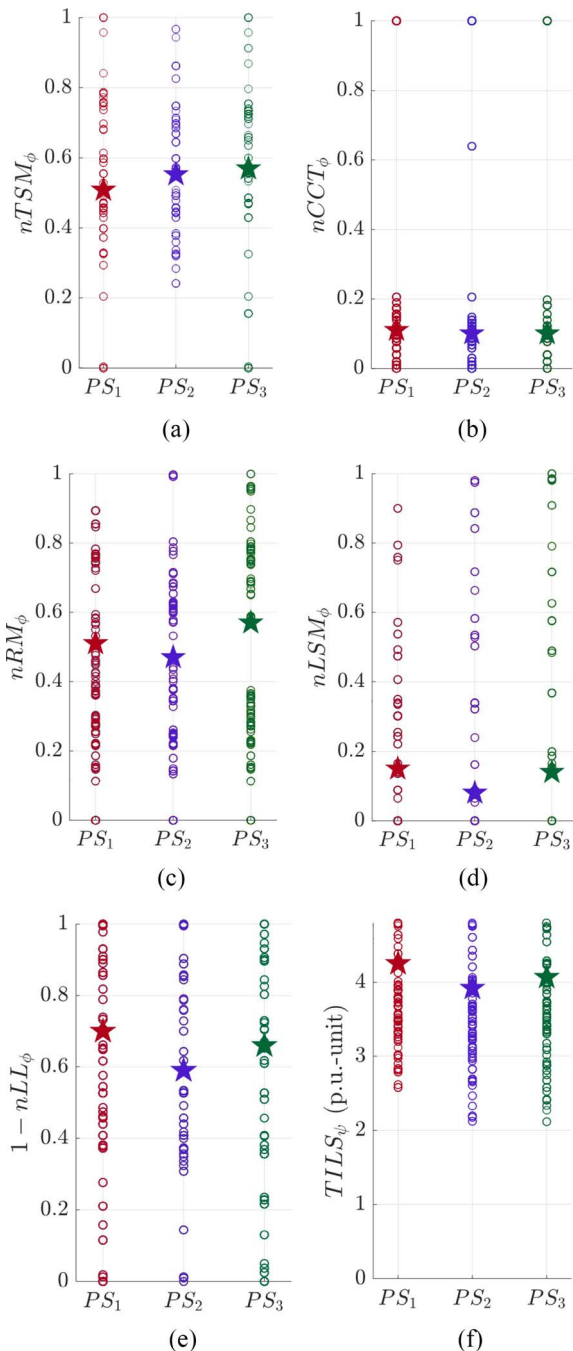 1
0.8
0.6
0.4
0.2
0
nTSM_ϕ
PS_1 PS_2 PS_3
(a)
1
0.8
0.6
0.4
0.2
0
nCCT_ϕ
PS_1 PS_2 PS_3
(b)
1
0.8
0.6
0.4
0.2
0
nRM_ϕ
PS_1 PS_2 PS_3
(c)
1
0.8
0.6
0.4
0.2
0
nLSM_ϕ
PS_1 PS_2 PS_3
(d)
1
0.8
0.6
0.4
0.2
0
1 − nLL_ϕ
PS_1 PS_2 PS_3
(e)
4
3
2
1
0
TILS_ψ (p.u.-unit)
PS_1 PS_2 PS_3
(f)